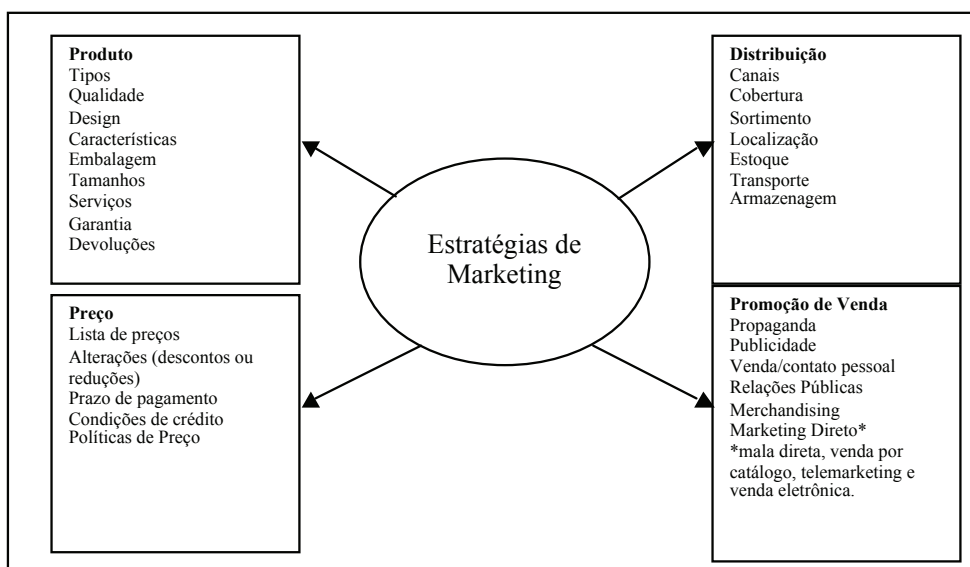 Produto
Tipos
Qualidade
Design
Características
Embalagem
Tamanhos
Serviços
Garantia
Devoluções
Distribuição
Canais
Cobertura
Sortimento
Localização
Estoque
Transporte
Armazenagem
Estratégias de
Marketing
Preço
Lista de preços
Alterações (descontos ou
reduções)
Prazo de pagamento
Condições de crédito
Políticas de Preço
Promoção de Venda
Propaganda
Publicidade
Venda/contato pessoal
Relações Públicas
Merchandising
Marketing Direto*
*mala direta, venda por
catálogo, telemarketing e
venda eletrônica.